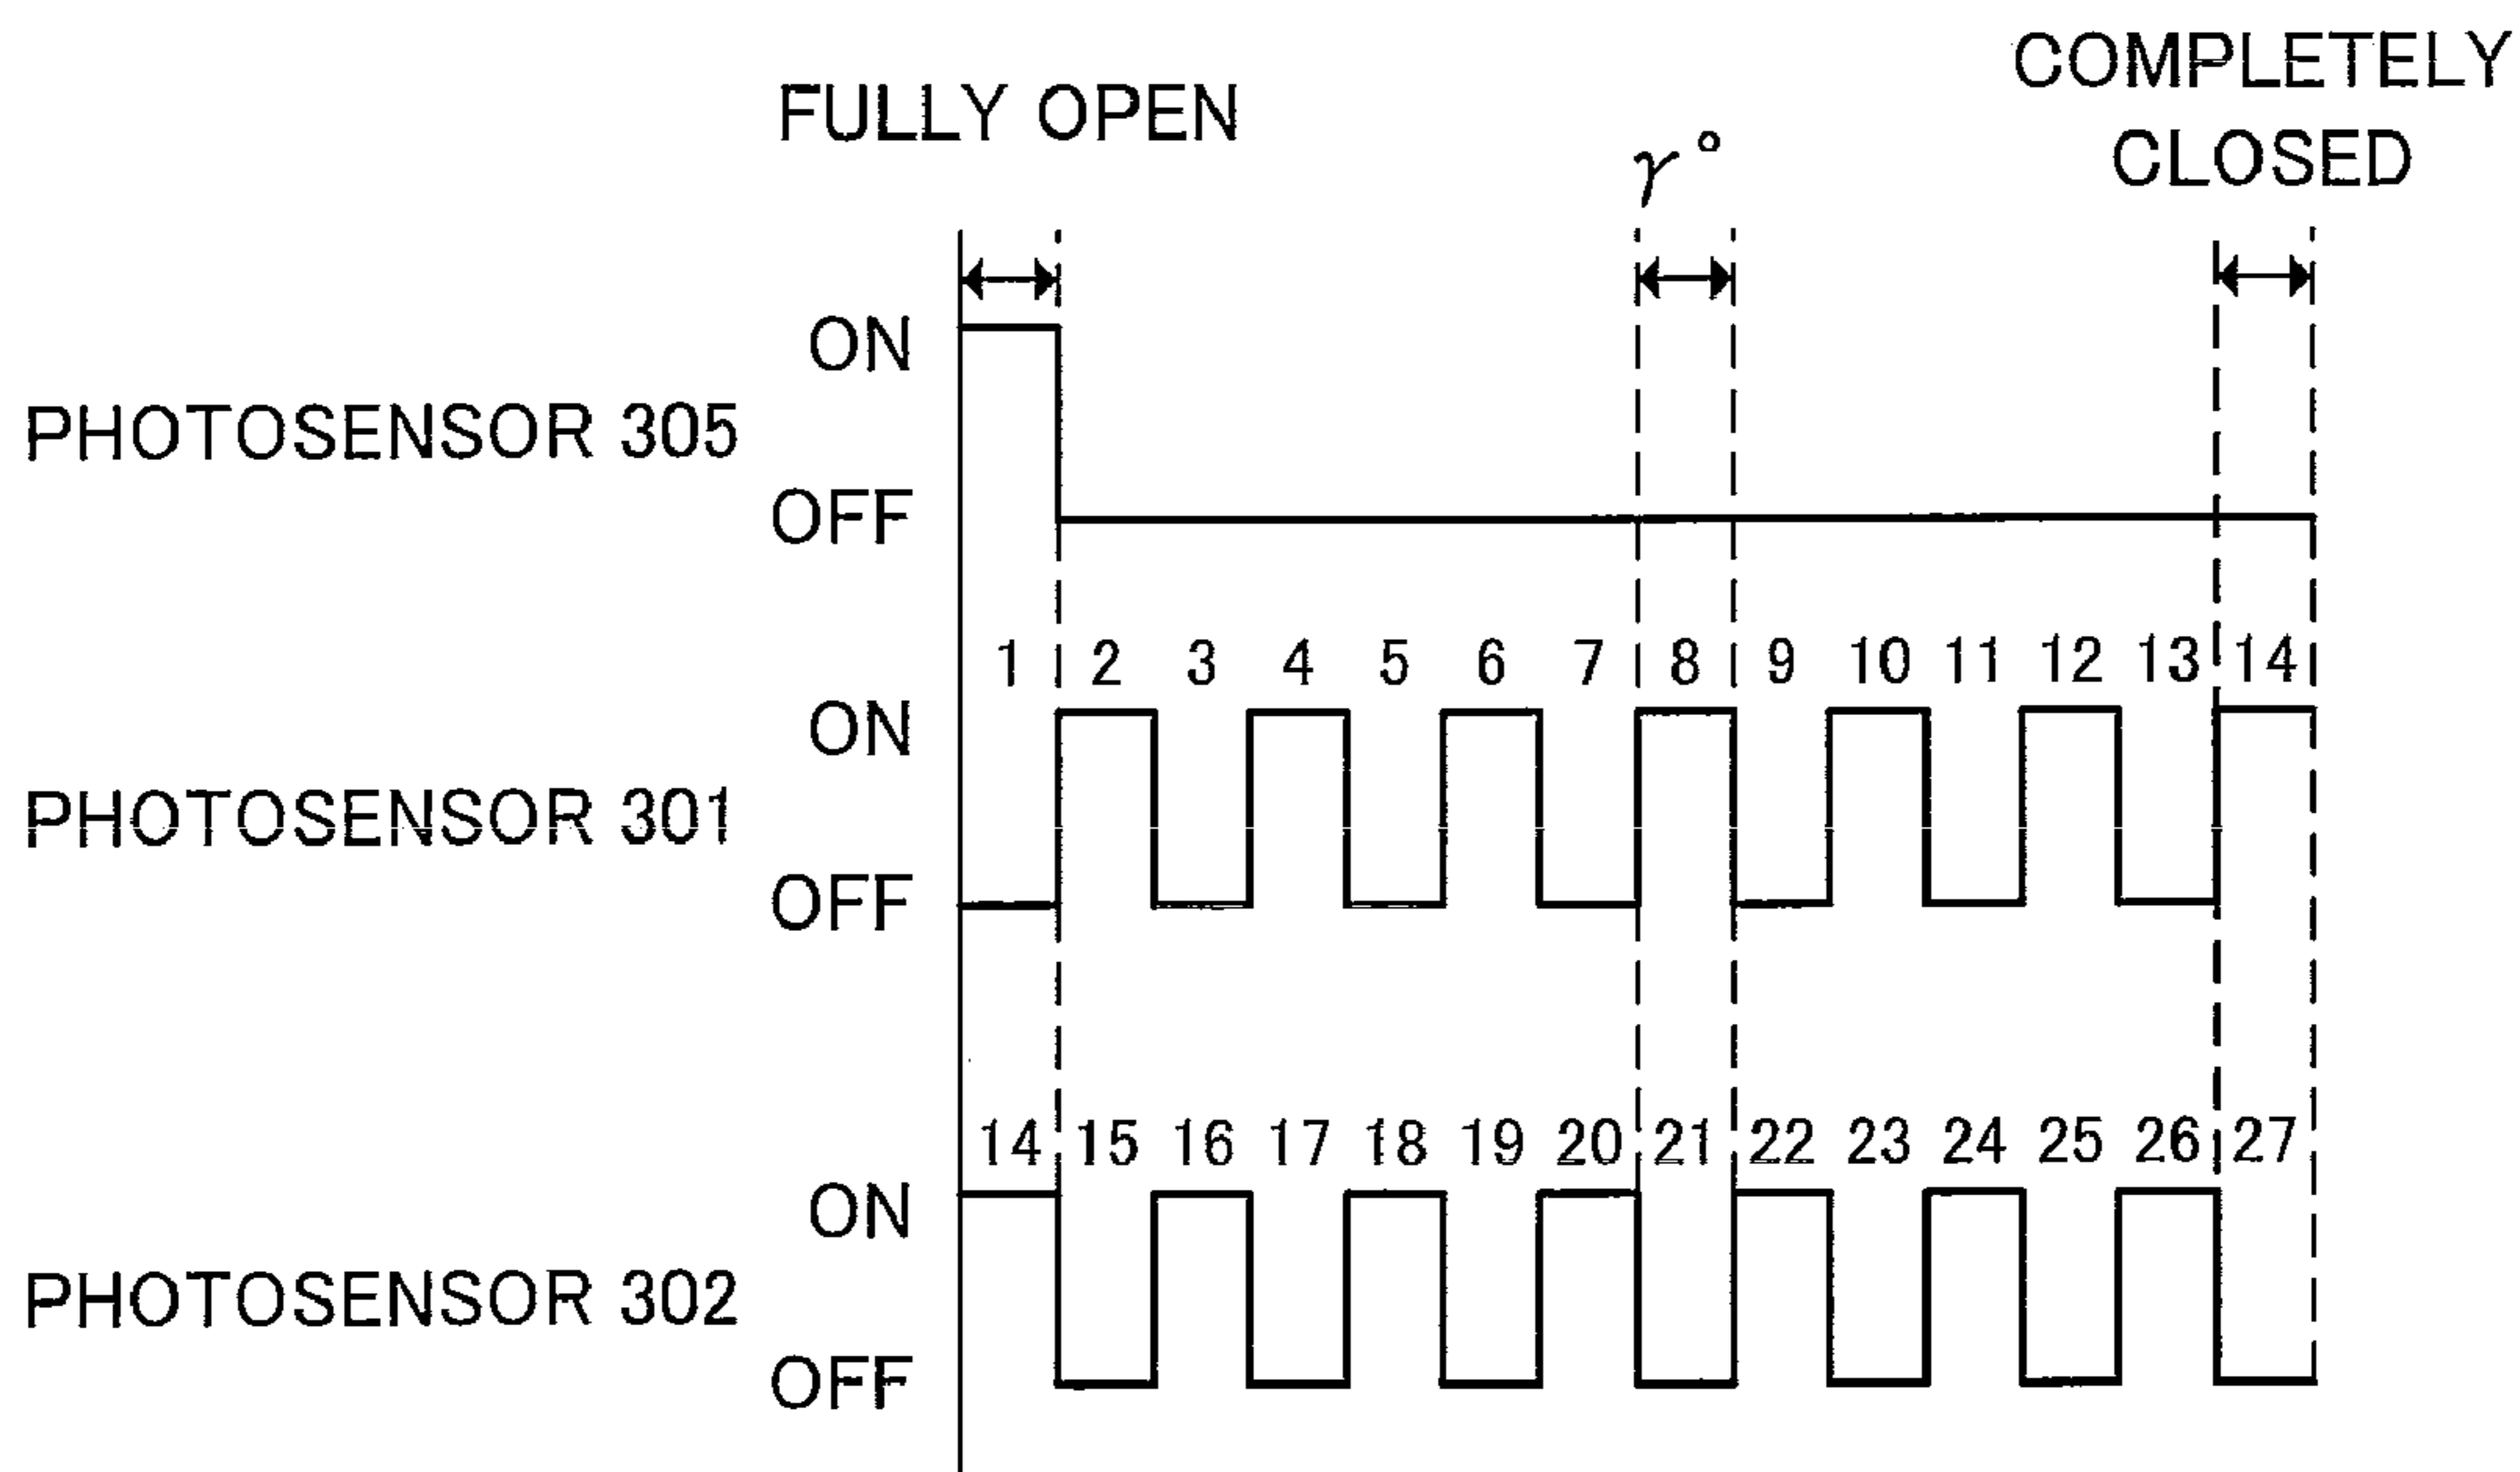 FULLY OPEN
γ°
COMPLETELY
CLOSED
ON
PHOTOSENSOR 305
OFF
1 2 3 4 5 6 7 8 9 10 11 12 13 14
ON
PHOTOSENSOR 301
OFF
14 15 16 17 18 19 20 21 22 23 24 25 26 27
ON
PHOTOSENSOR 302
OFF